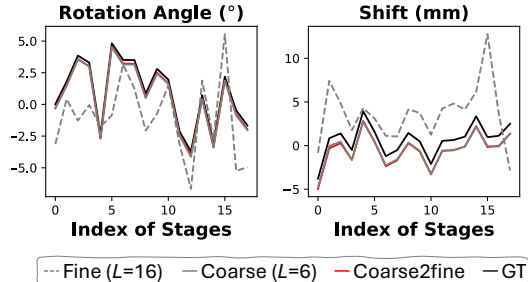 Rotation Angle (°)
Shift (mm)
5.0
2.5
0.0
−2.5
−5.0
10
5
0
−5
0 5 10 15
0 5 10 15
Index of Stages
Index of Stages
Fine (L=16) Coarse (L=6) Coarse2fine GT